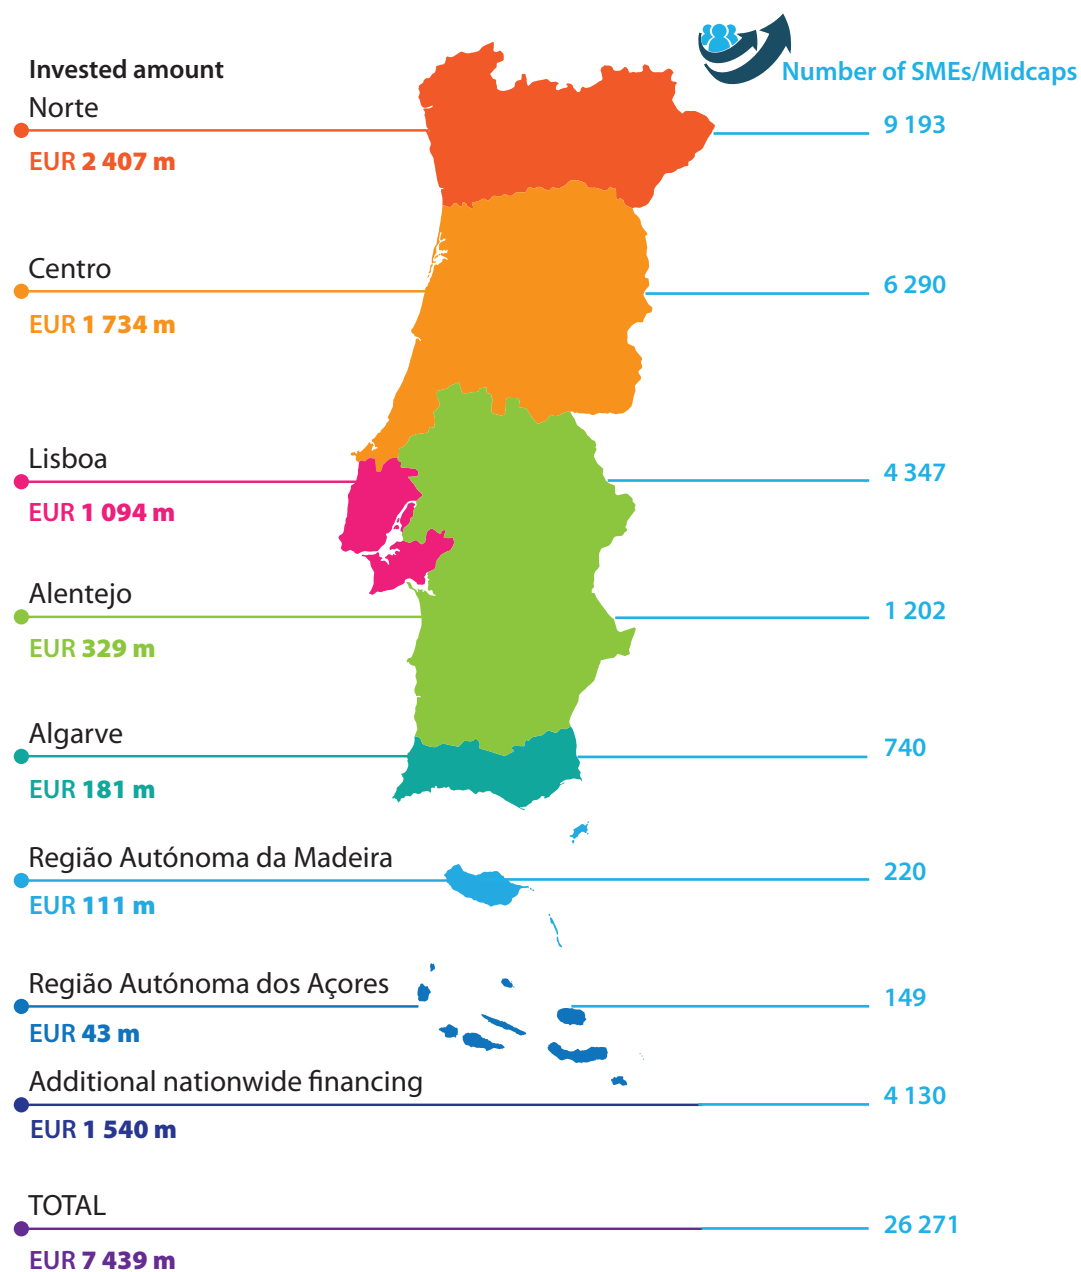 Invested amount
Number of SMEs/Midcaps
Norte
9 193
EUR 2 407 m
Centro
6 290
EUR 1 734 m
Lisboa
4 347
EUR 1 094 m
Alentejo
1 202
EUR 329 m
Algarve
740
EUR 181 m
Região Autónoma da Madeira
220
EUR 111 m
Região Autónoma dos Açores
149
EUR 43 m
Additional nationwide financing
4 130
EUR 1 540 m
TOTAL
26 271
EUR 7 439 m